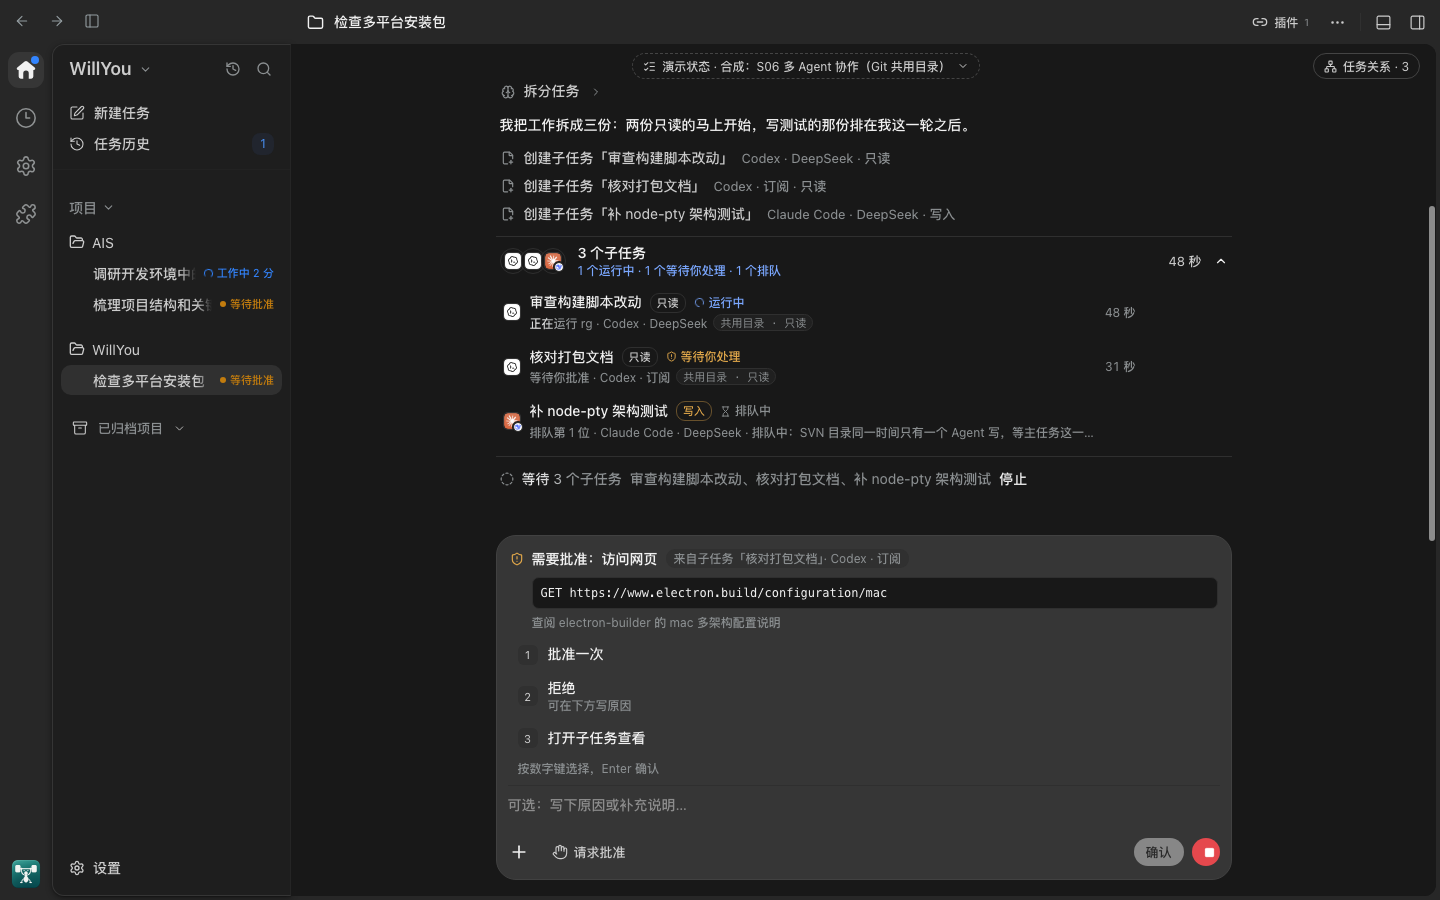 检查多平台安装包
插件 1
WillYou
演示状态 · 合成：S06 多 Agent 协作（Git 共用目录）
任务关系 · 3
新建任务
任务历史 1
项目
AIS
调研开发环境中 工作中 2 分
梳理项目结构和关 等待批准
WillYou
检查多平台安装包 等待批准
已归档项目
设置
拆分任务
我把工作拆成三份：两份只读的马上开始，写测试的那份排在我这一轮之后。
创建子任务「审查构建脚本改动」 Codex · DeepSeek · 只读
创建子任务「核对打包文档」 Codex · 订阅 · 只读
创建子任务「补 node-pty 架构测试」 Claude Code · DeepSeek · 写入
3 个子任务
1 个运行中 · 1 个等待你处理 · 1 个排队
48 秒
审查构建脚本改动 只读 运行中
正在运行 rg · Codex · DeepSeek 共用目录 · 只读
48 秒
核对打包文档 只读 等待你处理
等待你批准 · Codex · 订阅 共用目录 · 只读
31 秒
补 node-pty 架构测试 写入 排队中
排队第 1 位 · Claude Code · DeepSeek · 排队中：SVN 目录同一时间只有一个 Agent 写，等主任务这一...
等待 3 个子任务 审查构建脚本改动、核对打包文档、补 node-pty 架构测试 停止
需要批准：访问网页 来自子任务「核对打包文档」· Codex · 订阅
GET https://www.electron.build/configuration/mac
查阅 electron-builder 的 mac 多架构配置说明
1 批准一次
2 拒绝
可在下方写原因
3 打开子任务查看
按数字键选择，Enter 确认
可选：写下原因或补充说明...
请求批准
确认